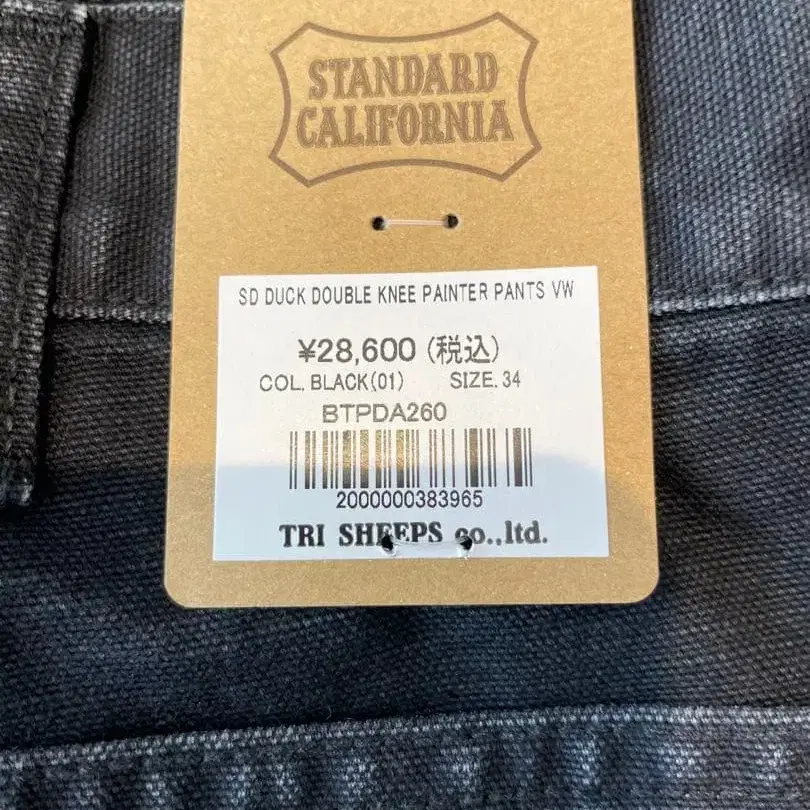 STANDARD
CALIFORNIA
SD DUCK DOUBLE KNEE PAINTER PANTS VW
¥28,600 (税込)
COL. BLACK(01) SIZE. 34
BTPDA260
2000000383965
TRI SHEEPS co.,ltd.